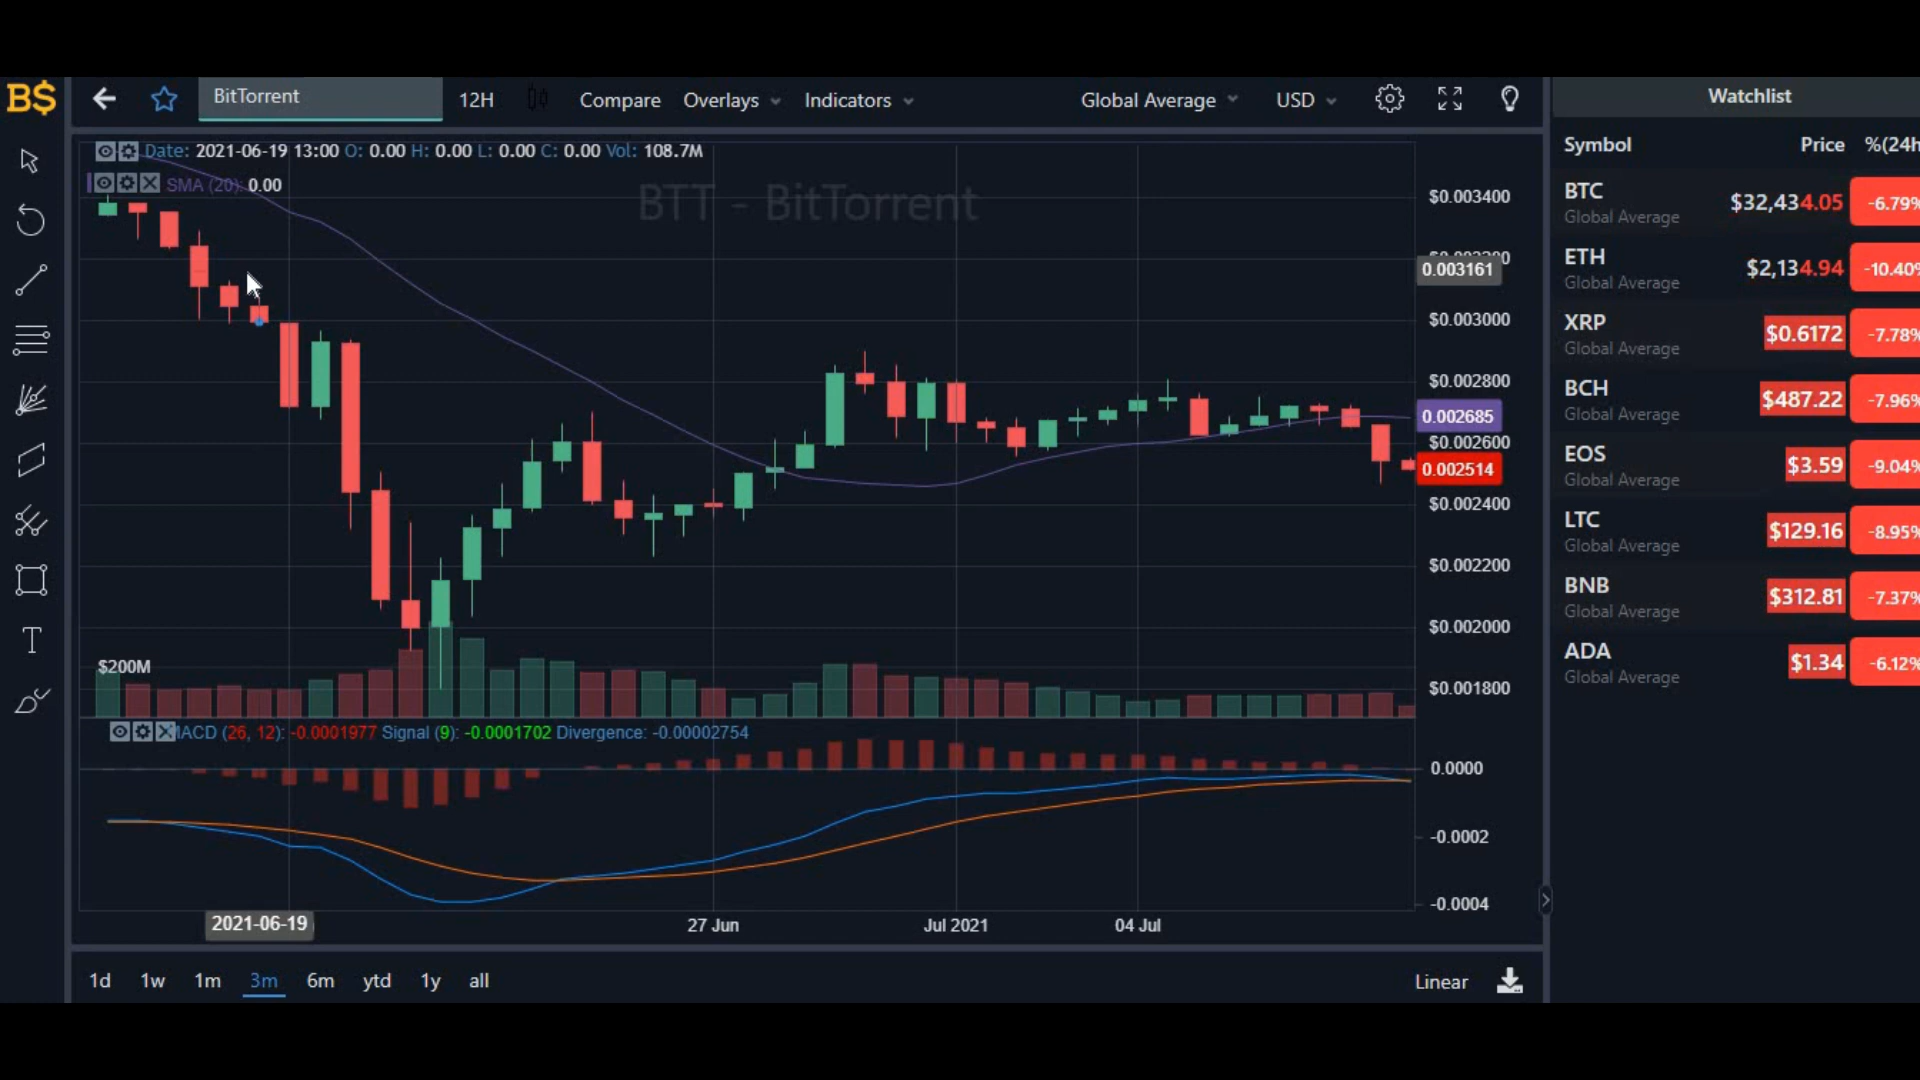 B$
BitTorrent
12H
Compare
Overlays
Indicators
Global Average
USD
Watchlist
Date: 2021-06-19 13:00 O: 0.00 H: 0.00 L: 0.00 C: 0.00 Vol: 108.7M
SMA (20): 0.00
BTT - BitTorrent
$0.003400
0.003161
$0.003000
$0.002800
0.002685
$0.002600
0.002514
$0.002400
$0.002200
$0.002000
$0.001800
$200M
MACD (26, 12): -0.0001977 Signal (9): -0.0001702 Divergence: -0.00002754
0.0000
-0.0002
-0.0004
2021-06-19
27 Jun
Jul 2021
04 Jul
1d 1w 1m 3m 6m ytd 1y all
Linear
Symbol Price %(24h
BTC $32,434.05 -6.79%
Global Average
ETH $2,134.94 -10.40%
Global Average
XRP $0.6172 -7.78%
Global Average
BCH $487.22 -7.96%
Global Average
EOS $3.59 -9.04%
Global Average
LTC $129.16 -8.95%
Global Average
BNB $312.81 -7.37%
Global Average
ADA $1.34 -6.12%
Global Average